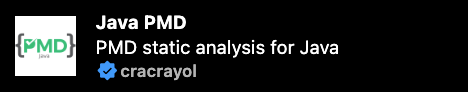 Java PMD
{PMD}
java
PMD static analysis for Java
cracrayol